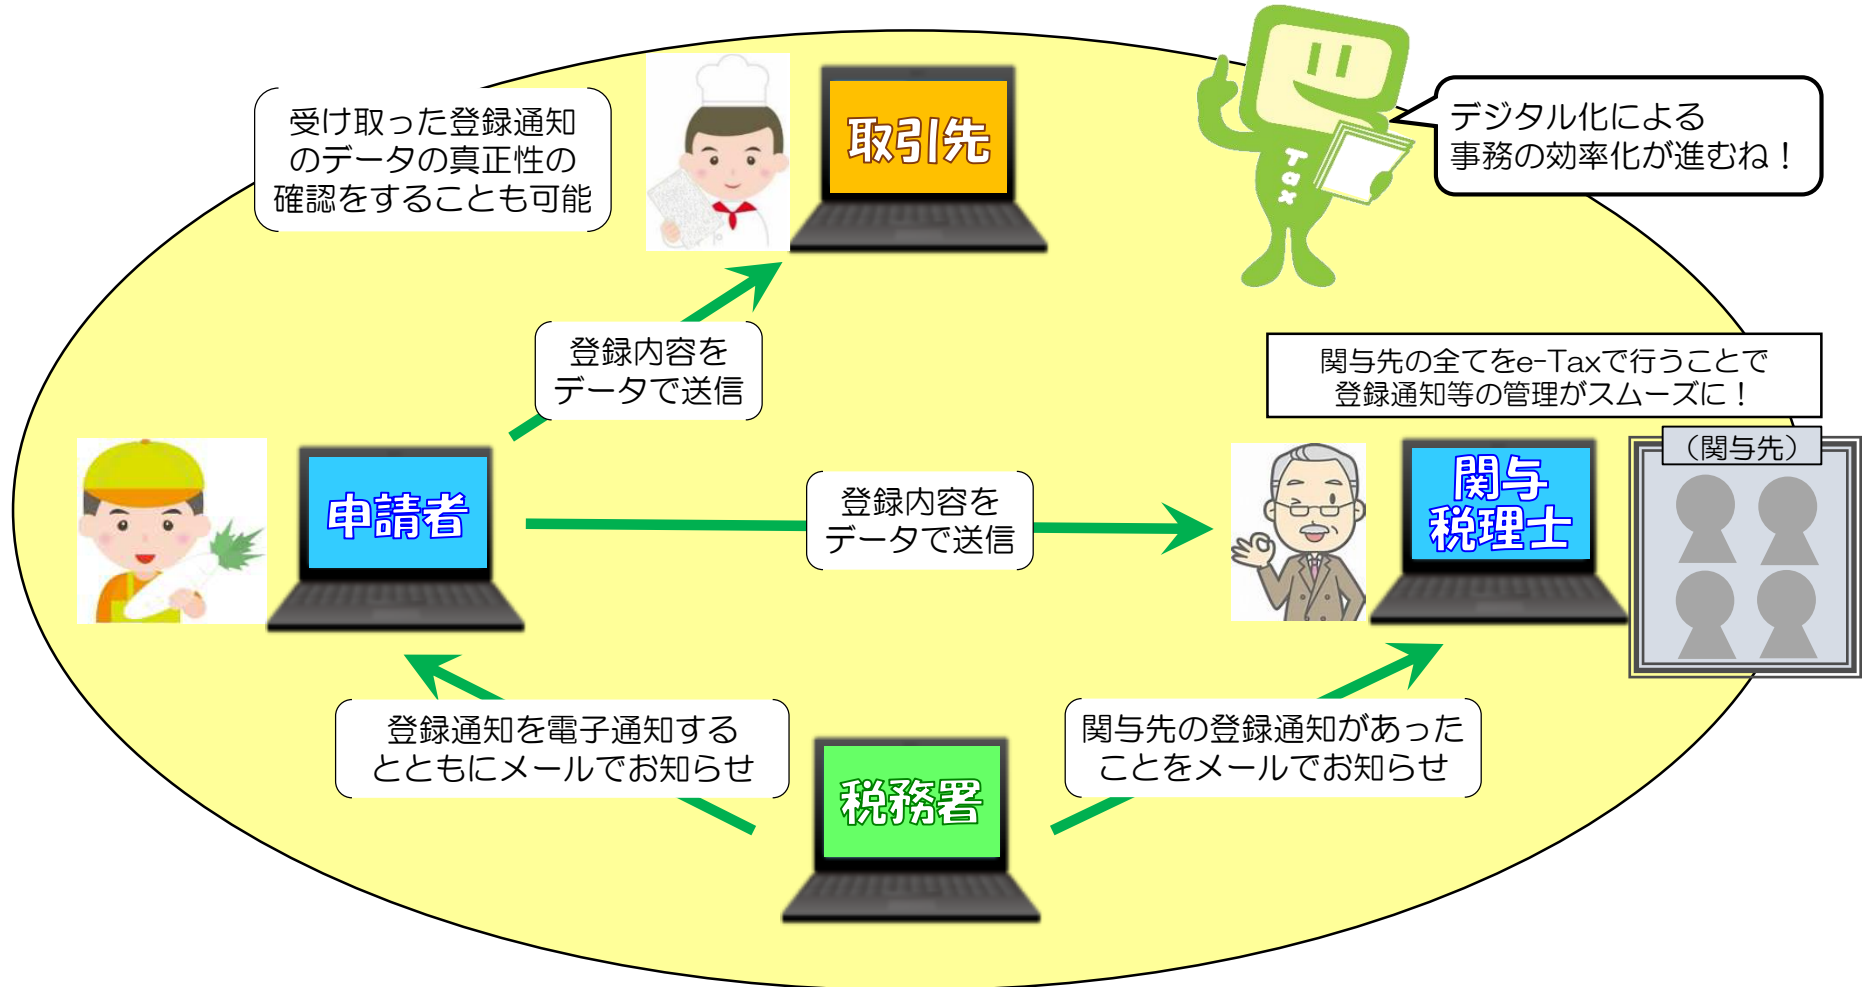 受け取った登録通知
のデータの真正性の
確認をすることも可能
取引先
Tax
デジタル化による
事務の効率化が進むね！
登録内容を
データで送信
関与先の全てをe-Taxで行うことで
登録通知等の管理がスムーズに！
申請者
登録内容を
データで送信
関与
税理士
（関与先）
登録通知を電子通知する
とともにメールでお知らせ
税務署
関与先の登録通知があった
ことをメールでお知らせ